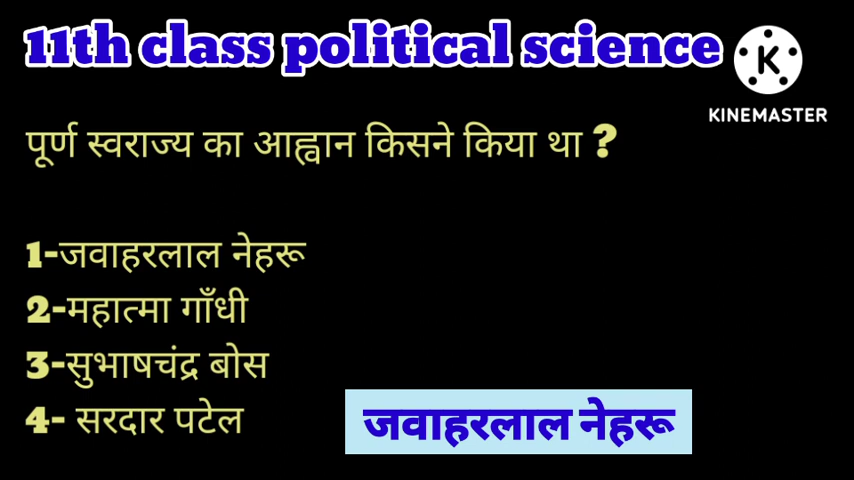 11th class political science
KINEMASTER
पूर्ण स्वराज्य का आह्वान किसने किया था ?
1-जवाहरलाल नेहरू
2-महात्मा गाँधी
3-सुभाषचंद्र बोस
4- सरदार पटेल
जवाहरलाल नेहरू